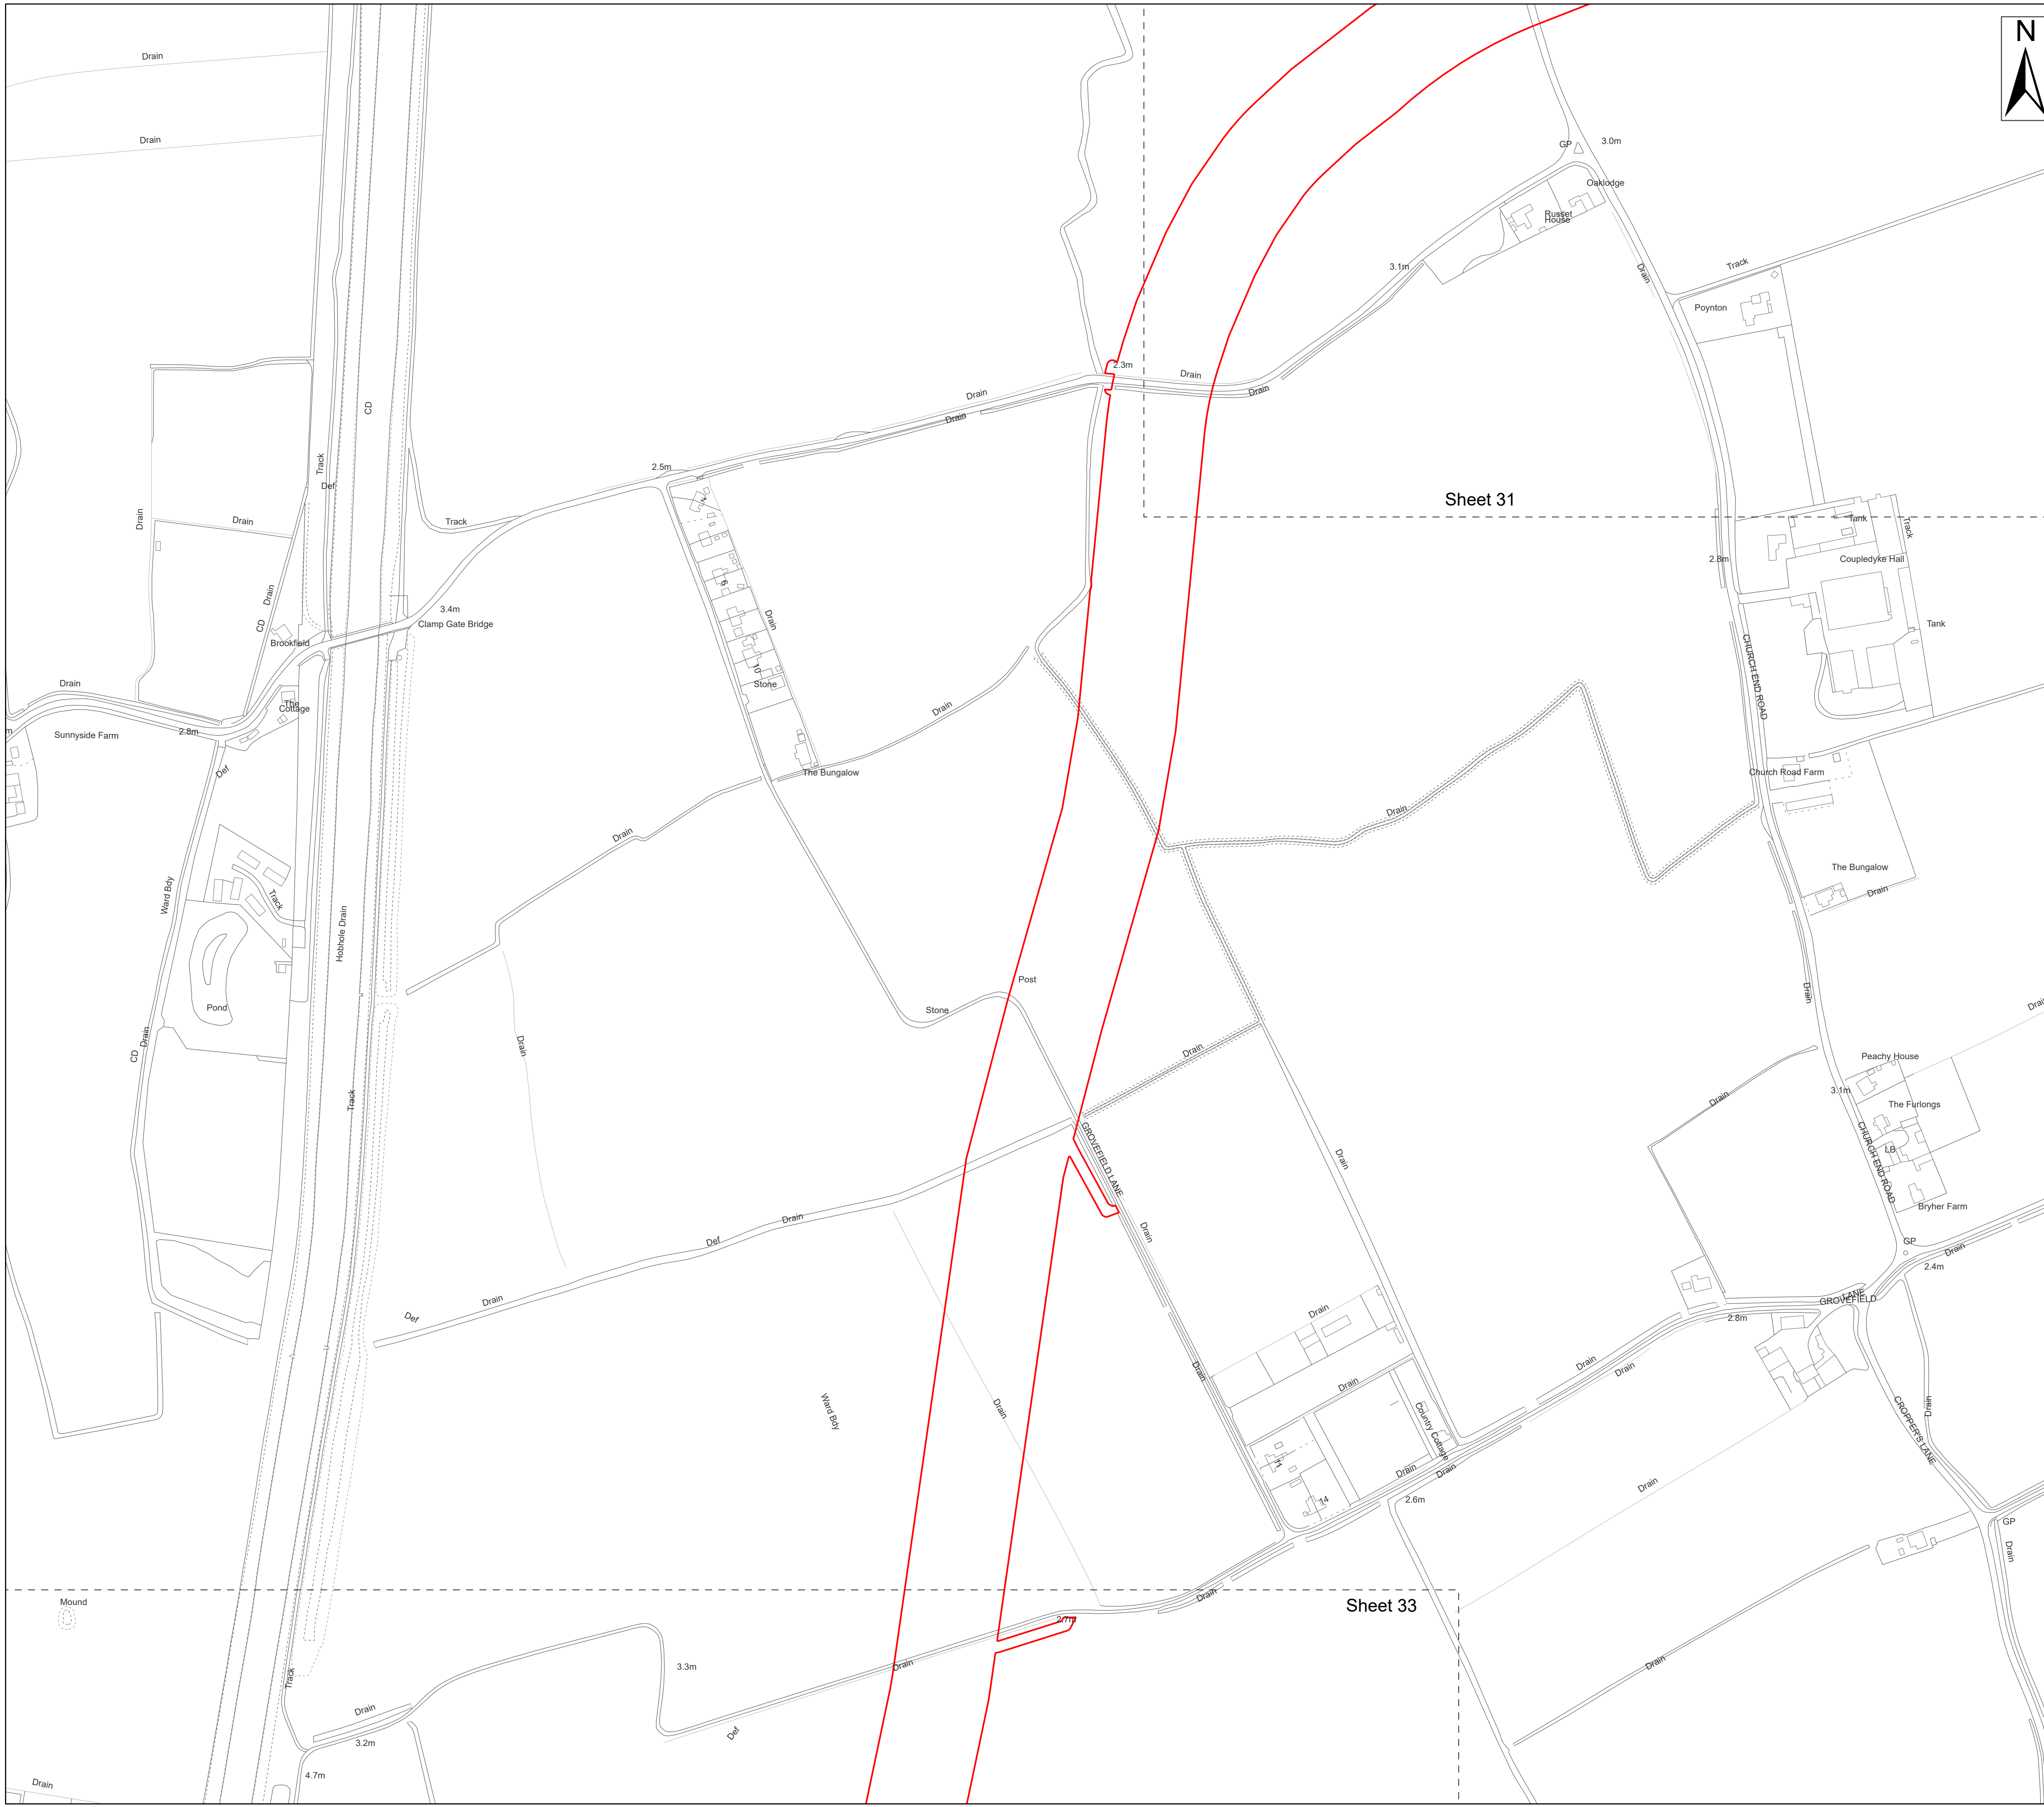 N
Drain
Drain
GP
3.0m
Oaklodge
Russet
House
3.1m
Drain
Track
Poynton
2.3m
Drain
Drain
Drain
Drain
CD
Track
Def
2.5m
Sheet 31
Track
Drain
Drain
1
Tank
Track
2.8m
Coupledyke Hall
6
Drain
CD
Drain
3.4m
Clamp Gate Bridge
Brookfield
Tank
CHURCH END ROAD
10
Stone
Drain
The
Cottage
Drain
Sunnyside Farm
2.8m
m
Def
The Bungalow
Church Road Farm
Drain
Drain
The Bungalow
Drain
Ward Bdy
Track
Hobhole Drain
Post
Pond
Stone
Drain
Drain
Drain
CD
Drain
Drain
Peachy House
3.1m
Track
Drain
The Furlongs
GROVEFIELD LANE
CHURCH END ROAD
LB
Drain
Bryher Farm
Drain
Drain
Def
GP
Drain
2.4m
Drain
Def
GROVEFIELD
LANE
2.8m
Drain
Drain
Drain
Drain
Drain
Ward Bdy
Drain
Country Cottage
CROPPER'S LANE
Drain
11
Drain
Drain
14
2.6m
Drain
GP
Drain
Mound
Drain
Sheet 33
2.7m
Drain
3.3m
Drain
Track
Drain
Def
3.2m
4.7m
Drain